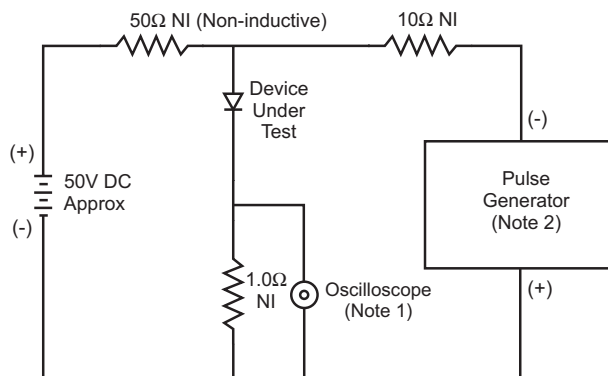 50Ω NI (Non-inductive)
10Ω NI
Device
Under
Test
(+)
50V DC
Approx
(-)
(-)
Pulse
Generator
(Note 2)
(+)
1.0Ω
NI
Oscilloscope
(Note 1)